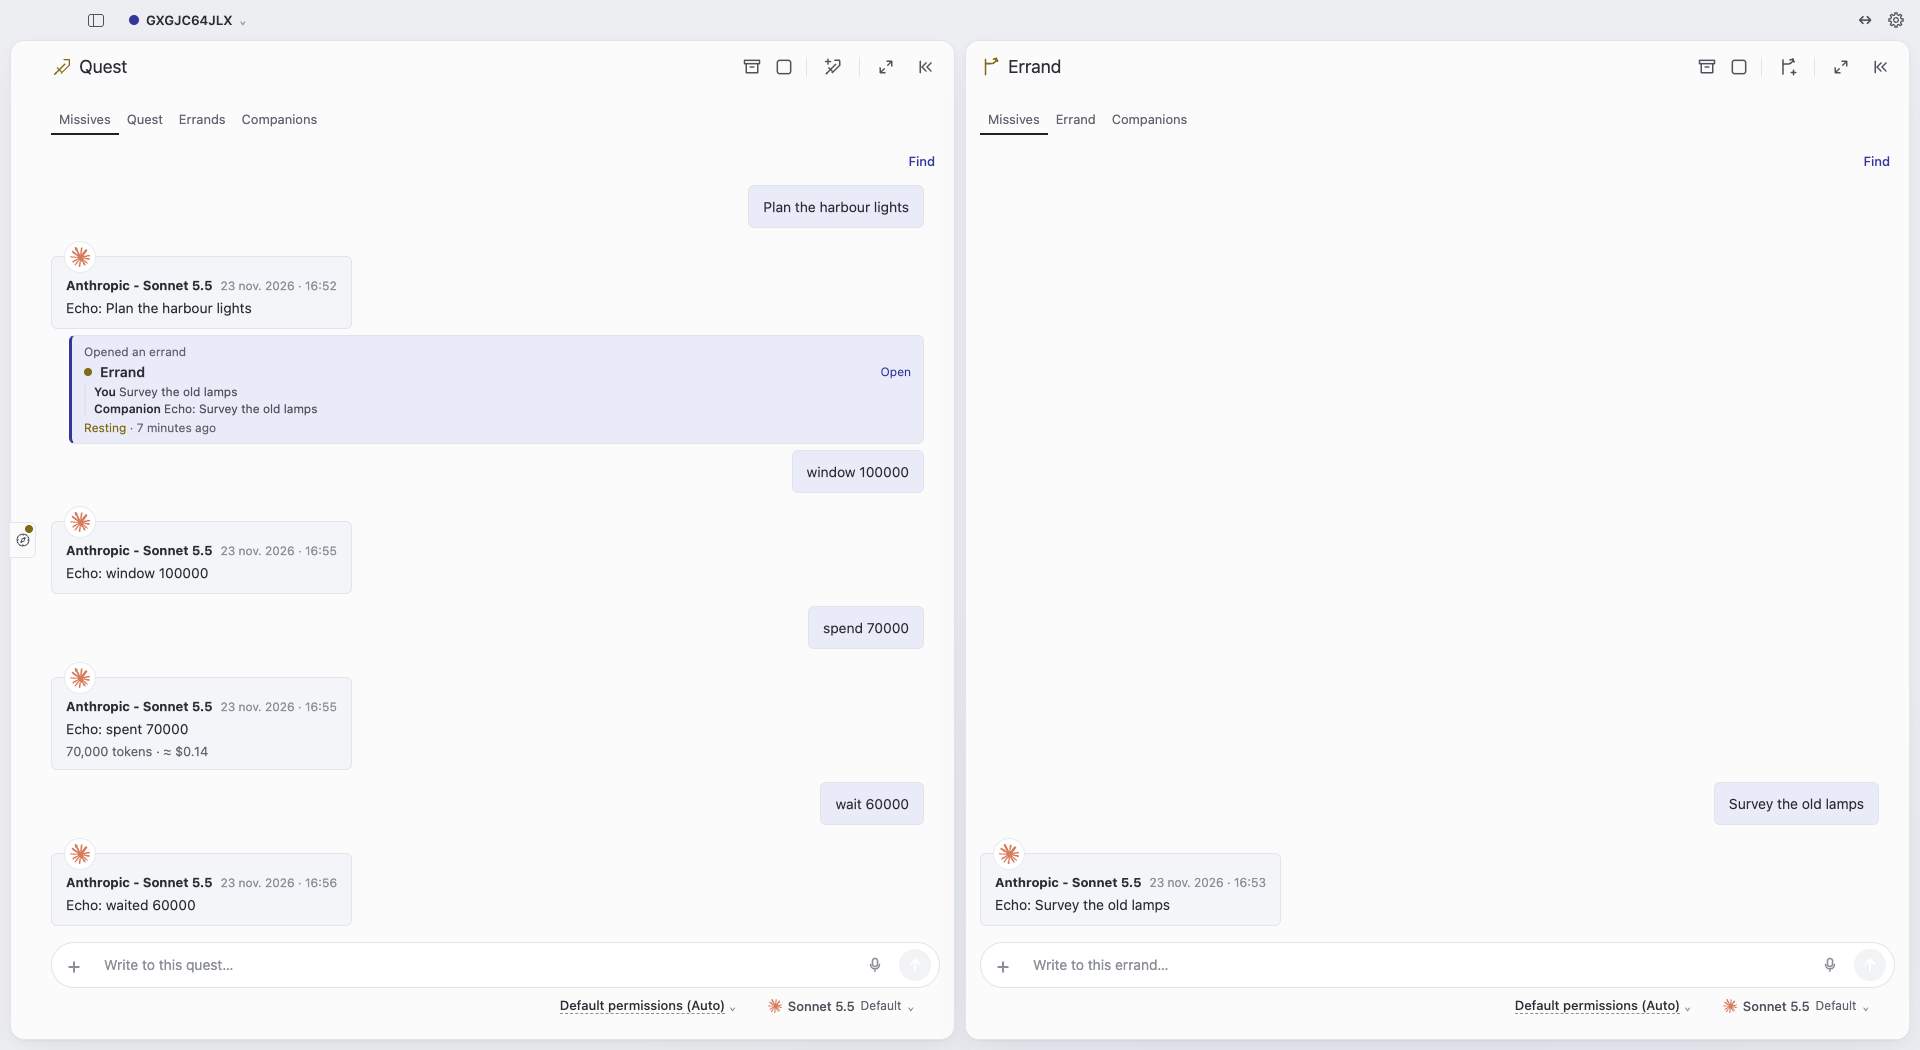 GXGJC64JLX
Quest
Missives Quest Errands Companions
Find
Plan the harbour lights
Anthropic - Sonnet 5.5 23 nov. 2026 · 16:52
Echo: Plan the harbour lights
Opened an errand
Errand
Open
You Survey the old lamps
Companion Echo: Survey the old lamps
Resting · 7 minutes ago
window 100000
Anthropic - Sonnet 5.5 23 nov. 2026 · 16:55
Echo: window 100000
spend 70000
Anthropic - Sonnet 5.5 23 nov. 2026 · 16:55
Echo: spent 70000
70,000 tokens · ≈ $0.14
wait 60000
Anthropic - Sonnet 5.5 23 nov. 2026 · 16:56
Echo: waited 60000
Write to this quest...
Default permissions (Auto) Sonnet 5.5 Default
Errand
Missives Errand Companions
Find
Survey the old lamps
Anthropic - Sonnet 5.5 23 nov. 2026 · 16:53
Echo: Survey the old lamps
Write to this errand...
Default permissions (Auto) Sonnet 5.5 Default